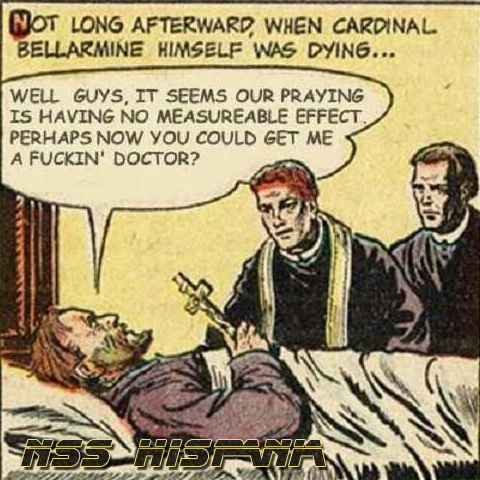 NOT LONG AFTERWARD, WHEN CARDINAL
BELLARMINE HIMSELF WAS DYING...
WELL GUYS, IT SEEMS OUR PRAYING
IS HAVING NO MEASUREABLE EFFECT.
PERHAPS NOW YOU COULD GET ME
A FUCKIN' DOCTOR?
NSS HISPANIA